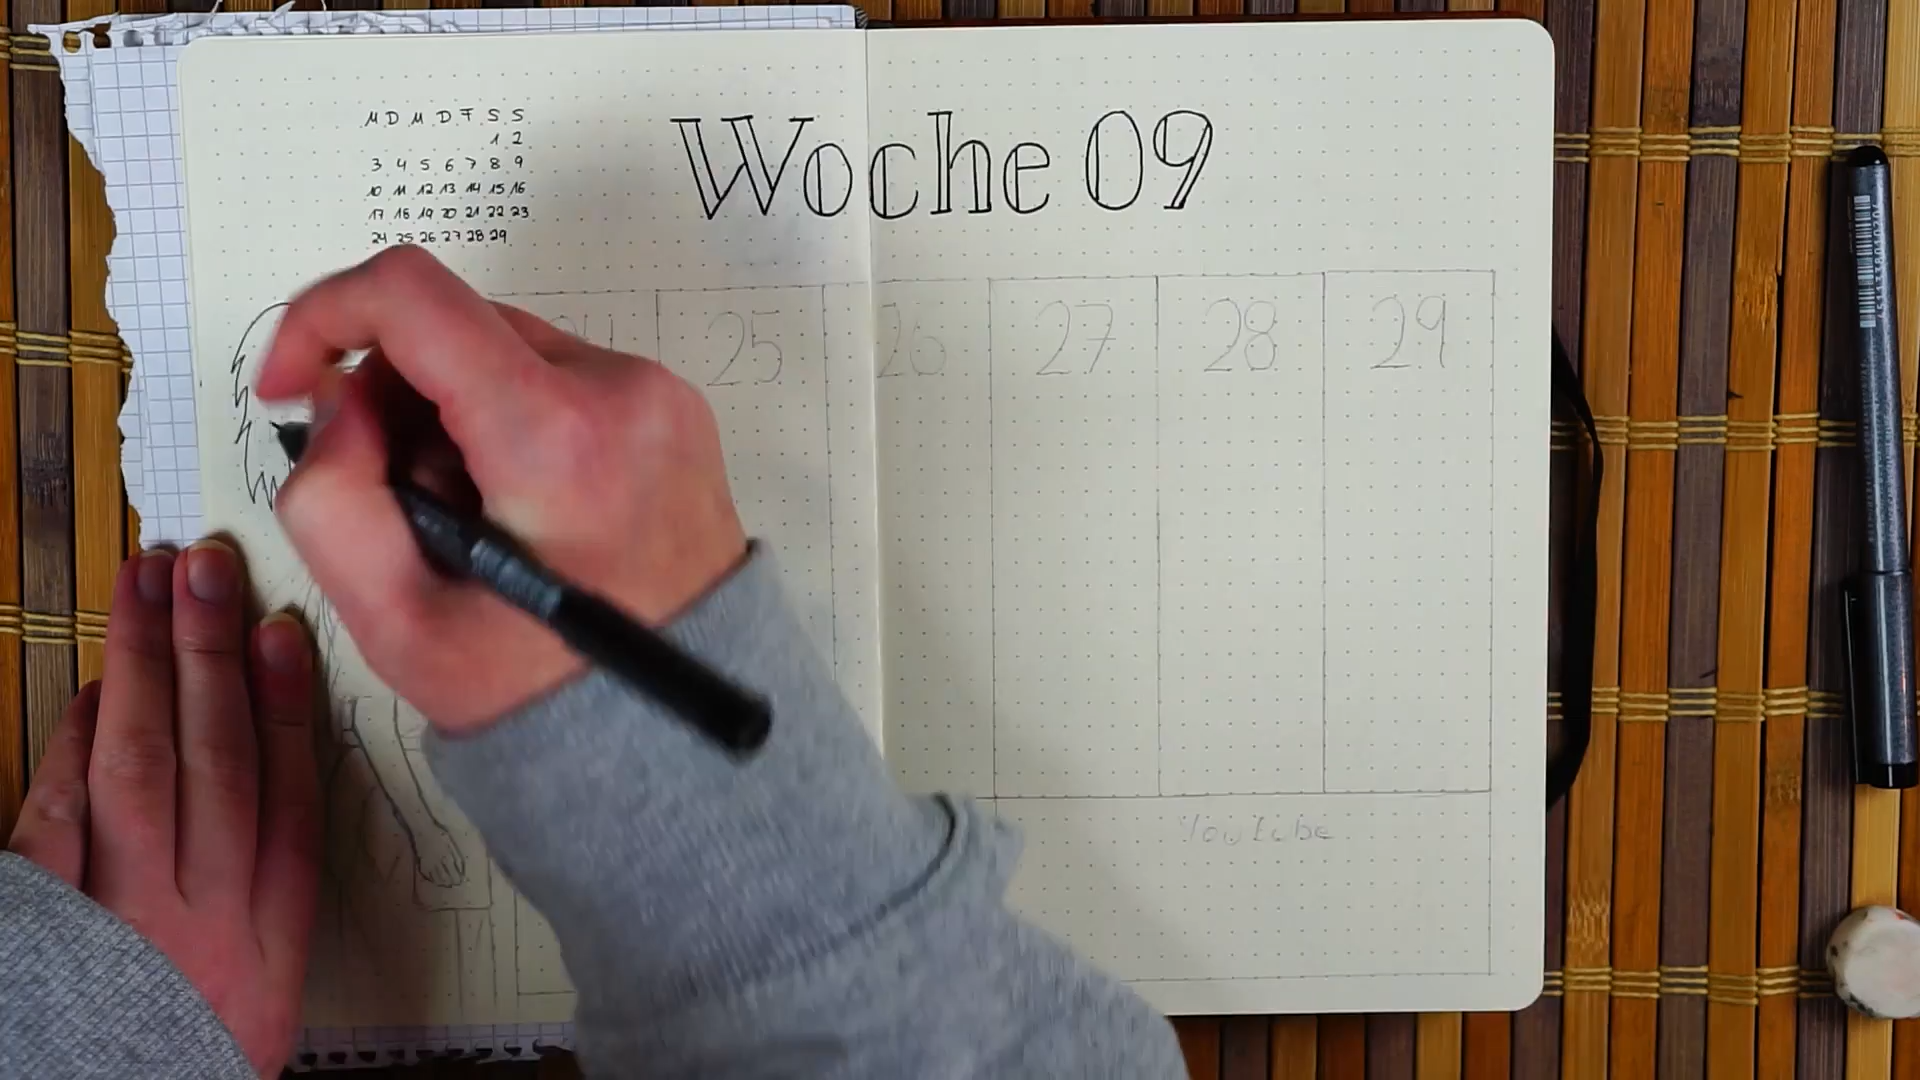 M D M D F S S
1 2
3 4 5 6 7 8 9
10 11 12 13 14 15 16
17 18 19 20 21 22 23
24 25 26 27 28 29
Woche 09
24 25 26 27 28 29
YouTube